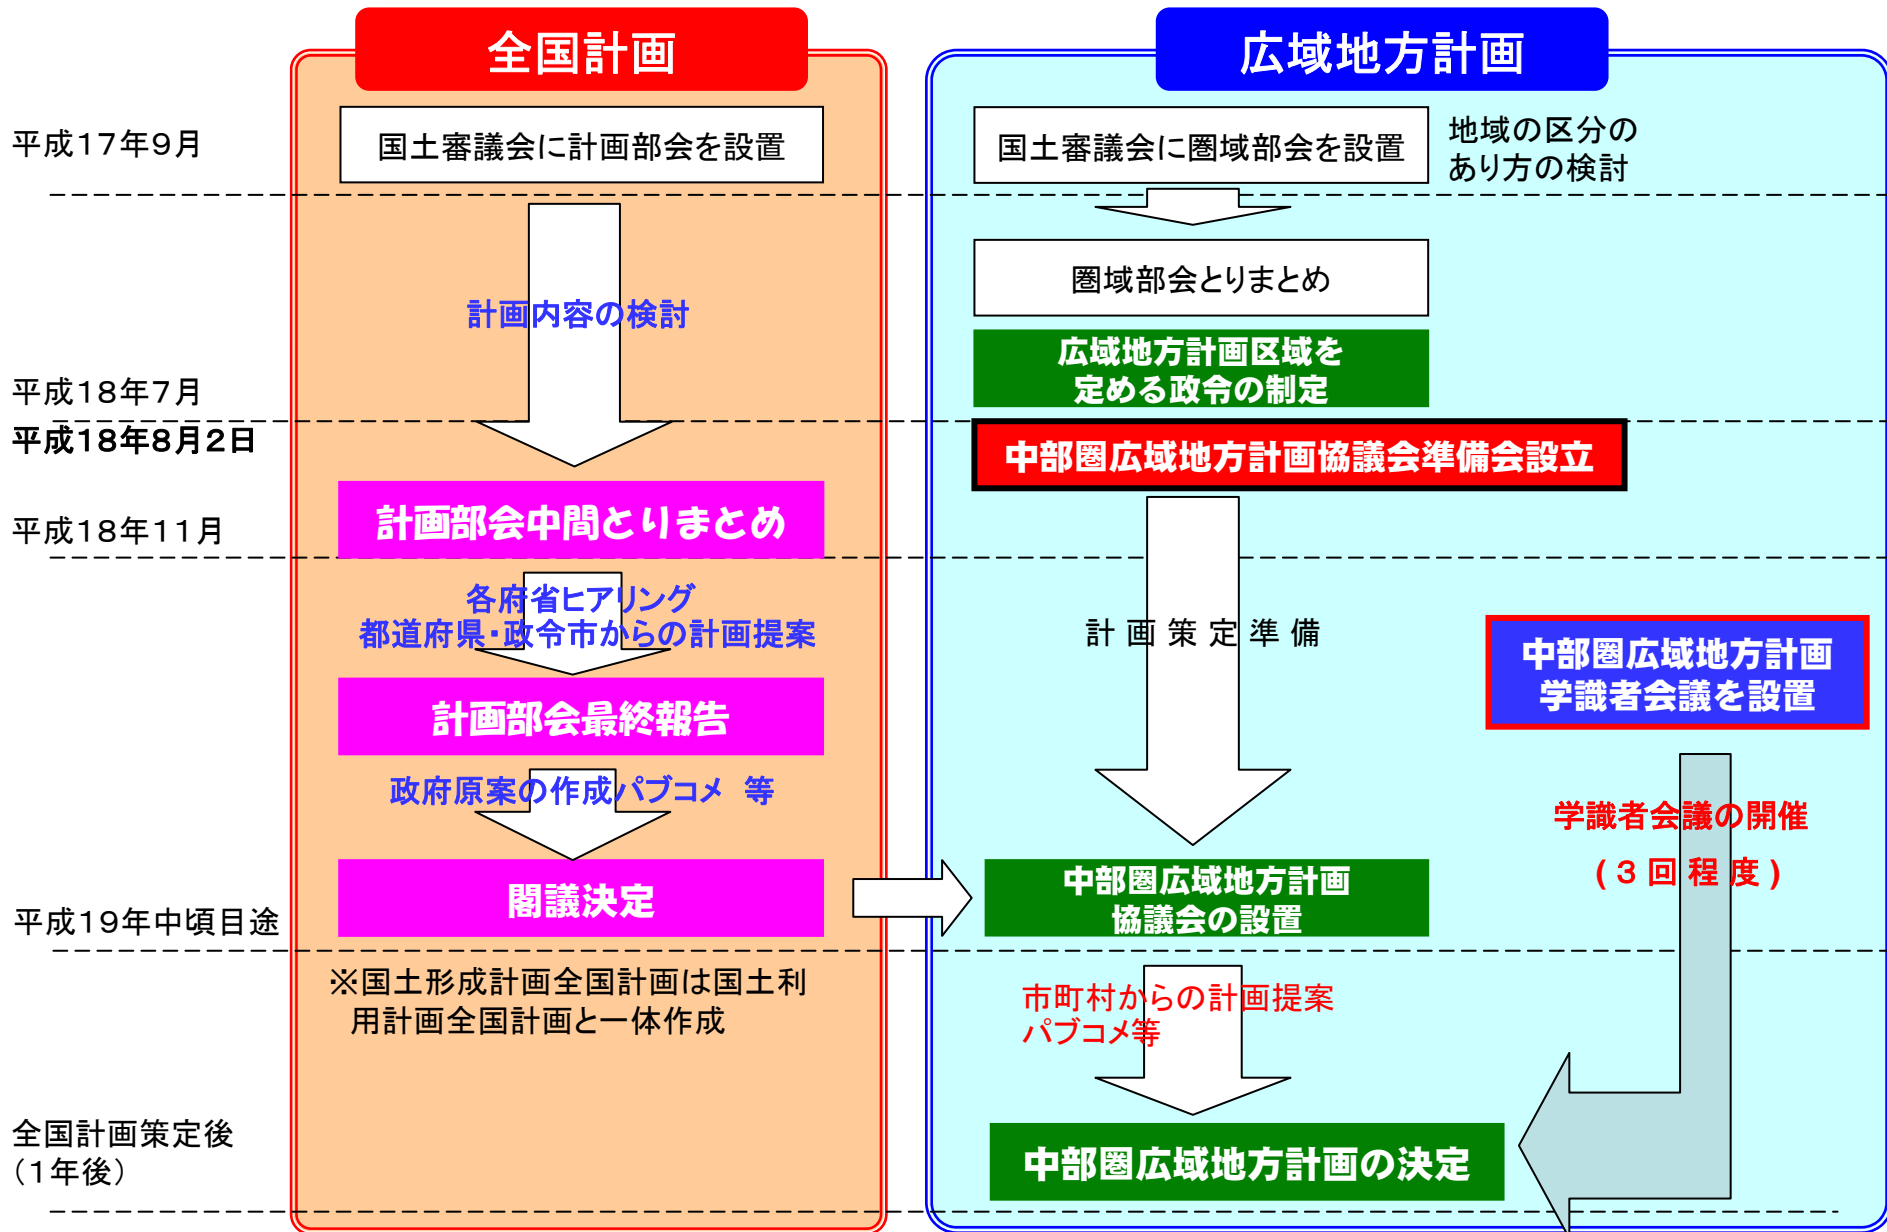 全国計画
広域地方計画
平成17年9月
国土審議会に計画部会を設置
国土審議会に圏域部会を設置
地域の区分の
あり方の検討
圏域部会とりまとめ
計画内容の検討
広域地方計画区域を
定める政令の制定
平成18年7月
平成18年8月2日
中部圏広域地方計画協議会準備会設立
計画部会中間とりまとめ
平成18年11月
各府省ヒアリング
都道府県・政令市からの計画提案
計画策定準備
中部圏広域地方計画
学識者会議を設置
計画部会最終報告
政府原案の作成パブコメ 等
学識者会議の開催
(3回程度)
閣議決定
中部圏広域地方計画
協議会の設置
平成19年中頃目途
※国土形成計画全国計画は国土利
用計画全国計画と一体作成
市町村からの計画提案
パブコメ等
全国計画策定後
(1年後)
中部圏広域地方計画の決定